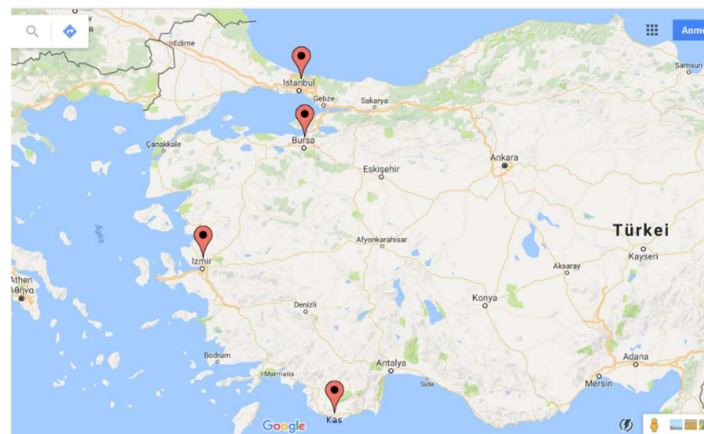 Edirne
Anme
Samsun
Istanbul
Gebze
Sakarya
Çanakkale
Bursa
Eskişehir
Ankara
Türkei
Kayseri
Afyonkarahisar
Izmir
Aksaray
Athen
Αθήνα
Konya
Denizli
Bodrum
Marmaris
Antalya
Side
Adana
Mersin
Kas
Google